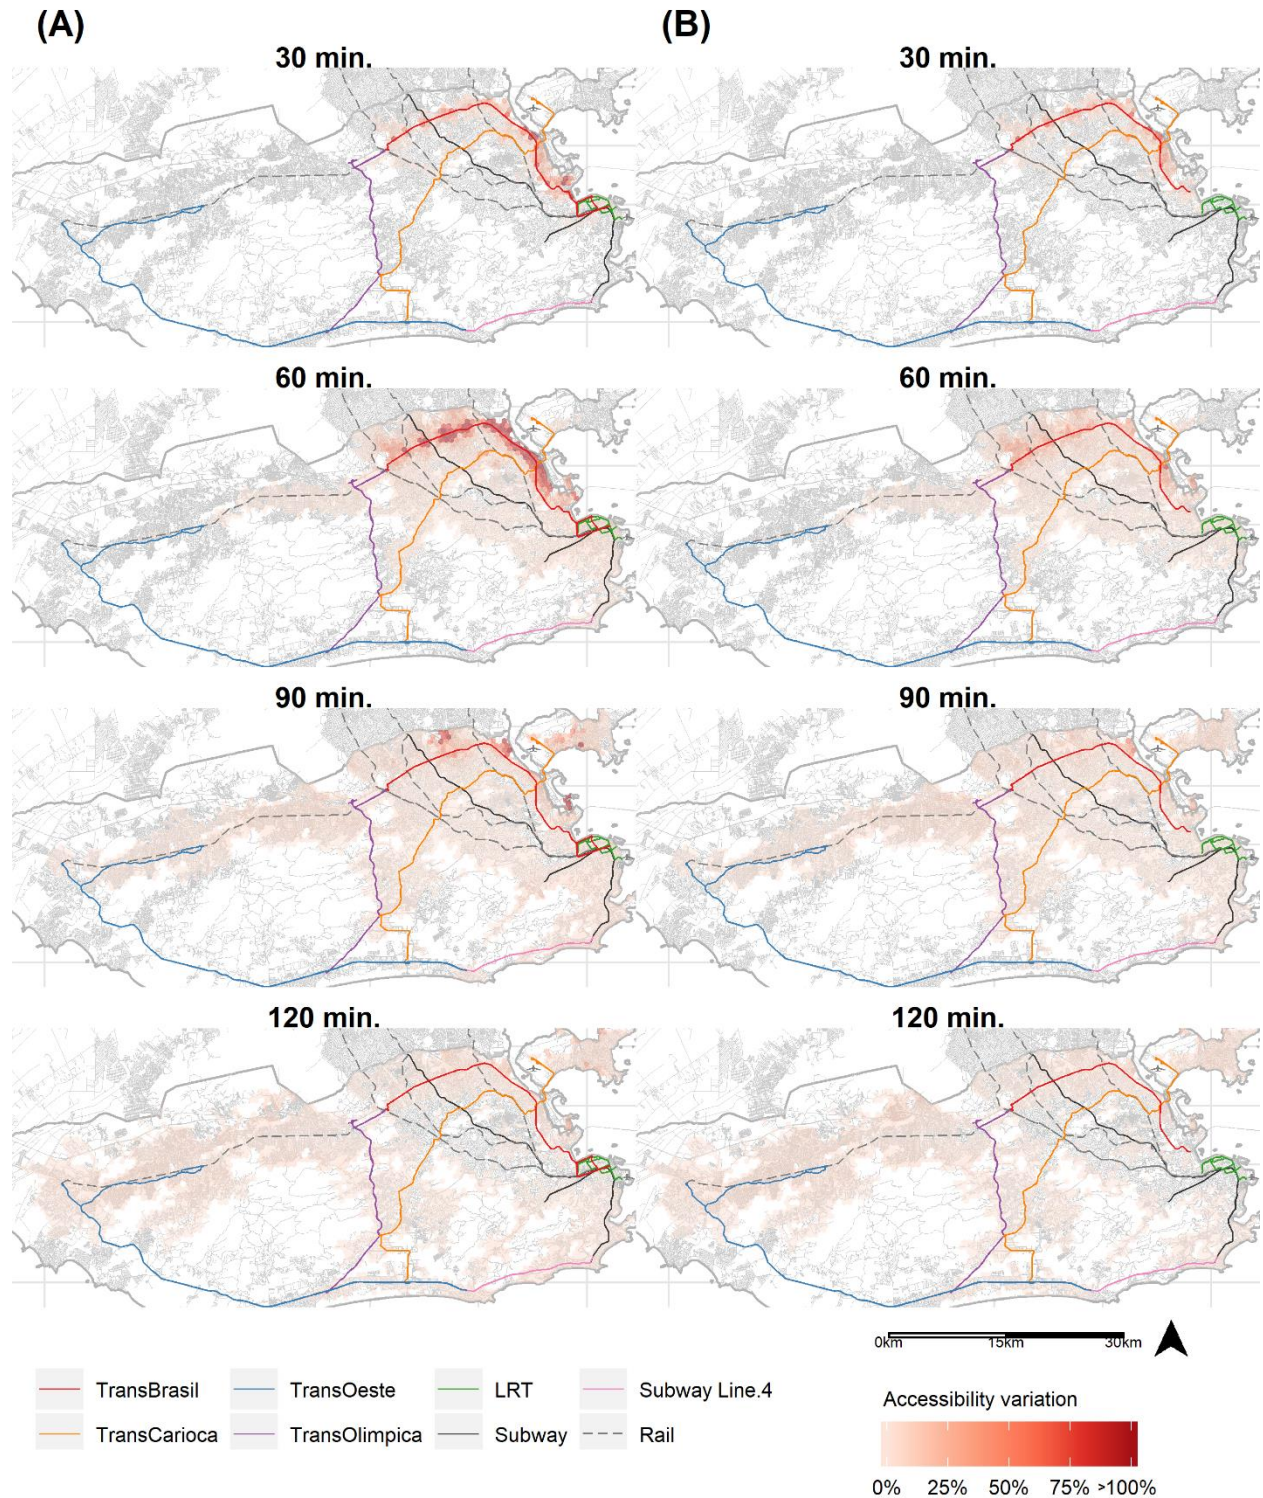 (A) (B)
30 min. 30 min.
60 min. 60 min.
90 min. 90 min.
120 min. 120 min.
0km 15km 30km
TransBrasil TransOeste LRT Subway Line.4
TransCarioca TransOlimpica Subway Rail
Accessibility variation
0% 25% 50% 75% >100%